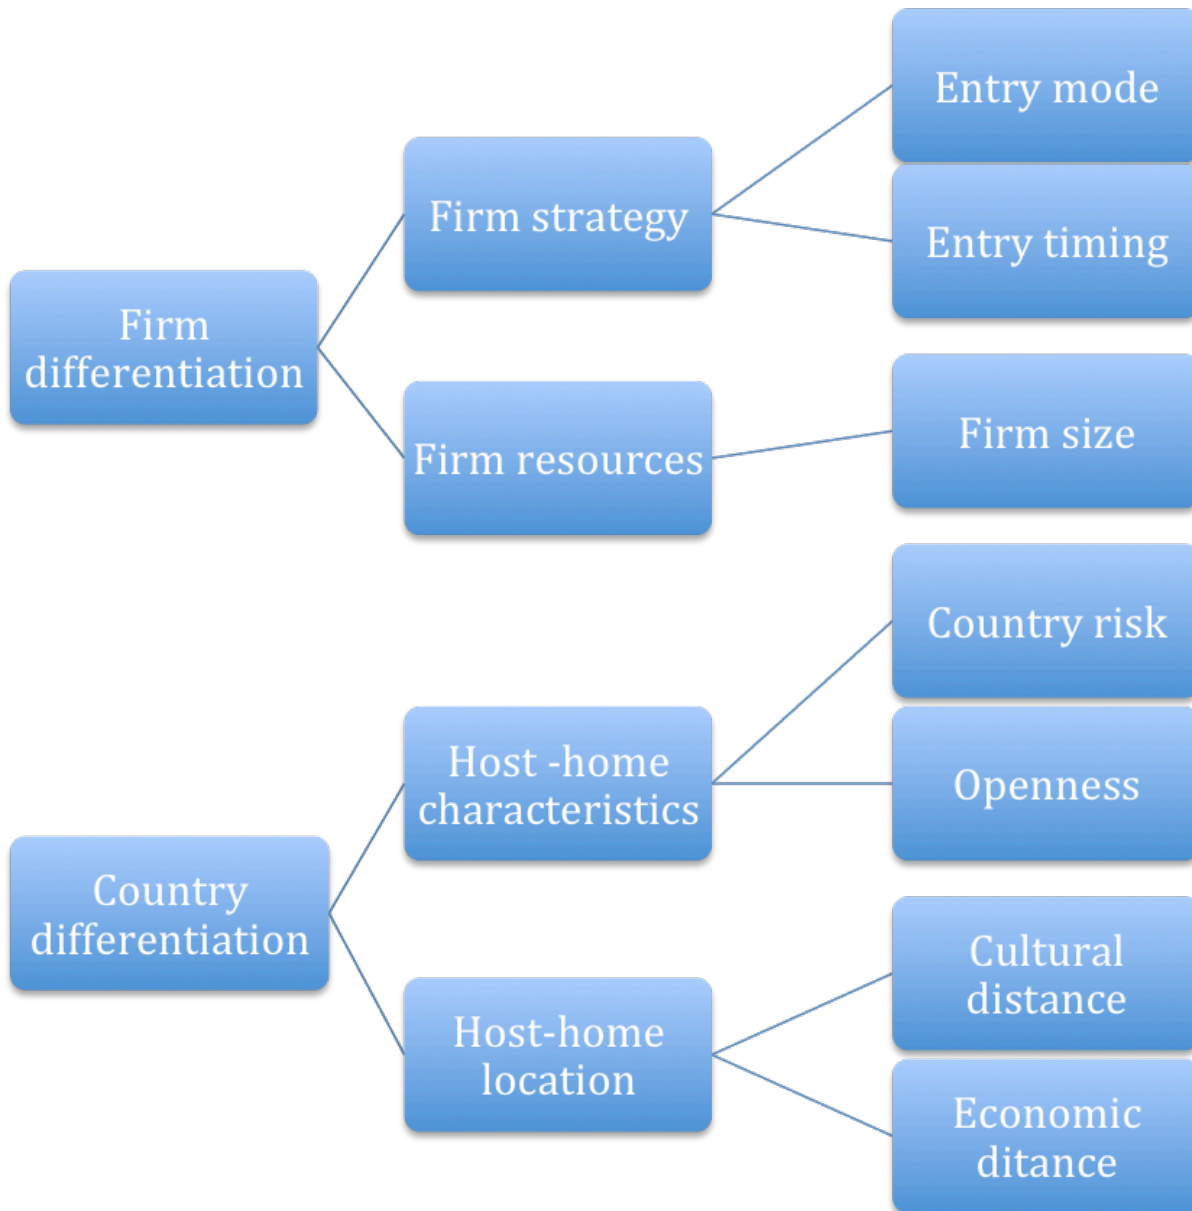 Entry mode
Firm strategy
Entry timing
Firm
differentiation
Firm resources
Firm size
Country risk
Host -home
characteristics
Openness
Country
differentiation
Cultural
distance
Host-home
location
Economic
ditance